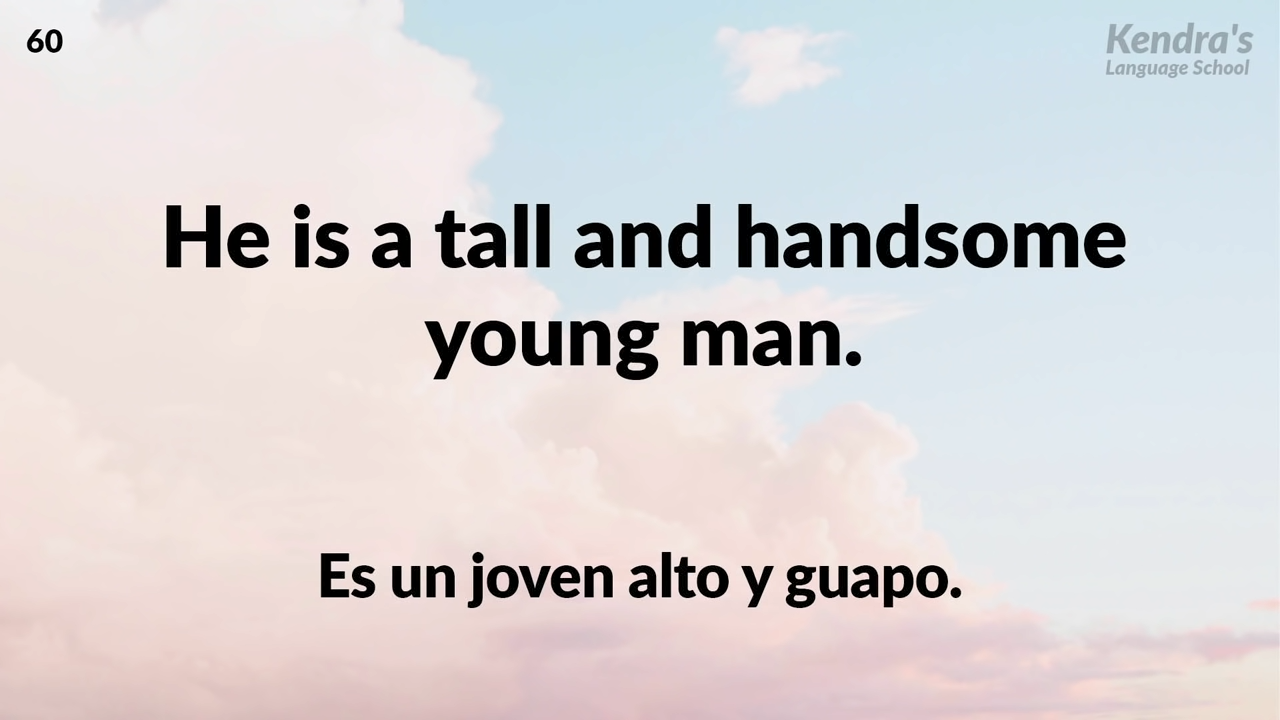 60
Kendra's
Language School
He is a tall and handsome
young man.
Es un joven alto y guapo.